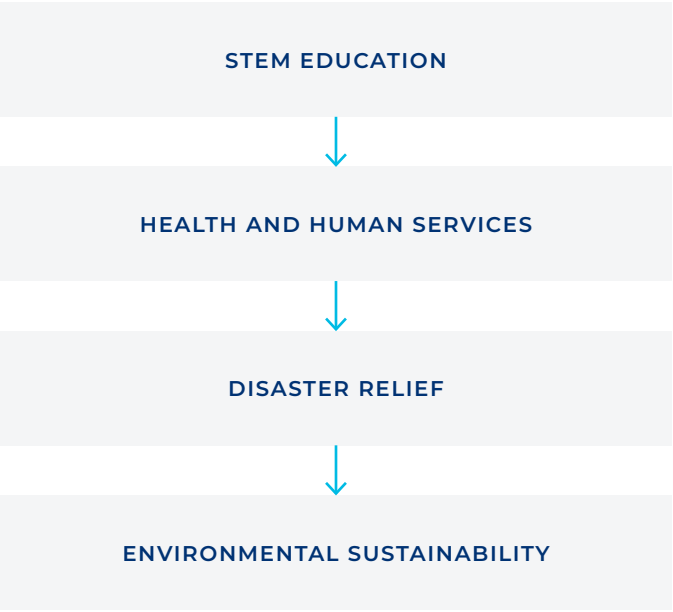 STEM EDUCATION
HEALTH AND HUMAN SERVICES
DISASTER RELIEF
ENVIRONMENTAL SUSTAINABILITY